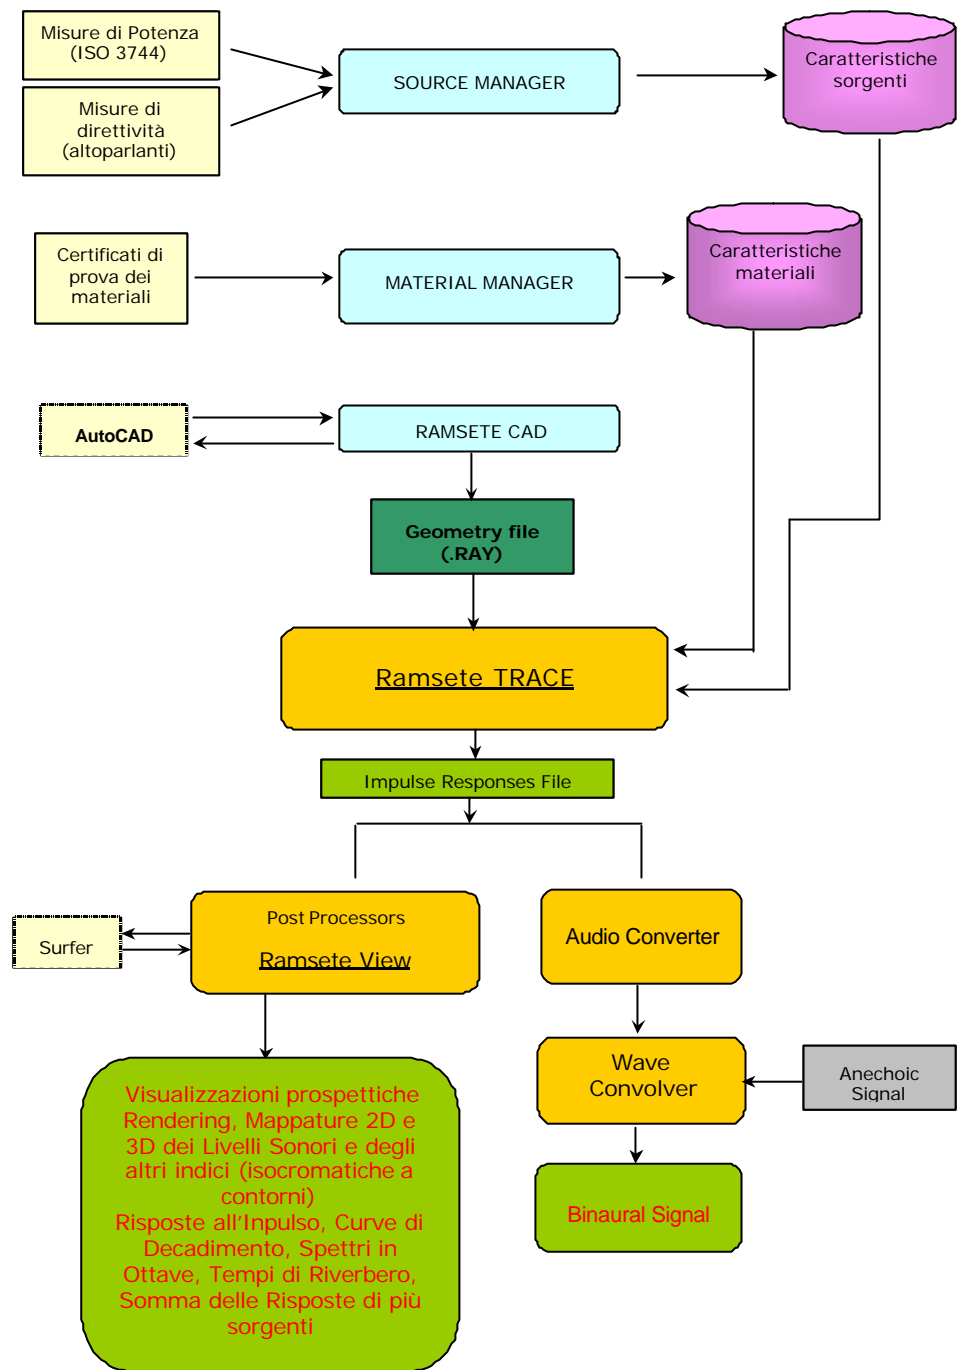 Misure di Potenza
(ISO 3744)
SOURCE MANAGER
Caratteristiche
sorgenti
Misure di
direttività
(altoparlanti)
Certificati di
prova dei
materiali
MATERIAL MANAGER
Caratteristiche
materiali
AutoCAD
RAMSETE CAD
Geometry file
(.RAY)
Ramsete TRACE
Impulse Responses File
Post Processors
Ramsete View
Surfer
Audio Converter
Wave
Convolver
Anechoic
Signal
Visualizzazioni prospettiche
Rendering, Mappature 2D e
3D dei Livelli Sonori e degli
altri indici (isocromatiche a
contorni)
Risposte all'Inpulso, Curve di
Decadimento, Spettri in
Ottave, Tempi di Riverbero,
Somma delle Risposte di più
sorgenti
Binaural Signal